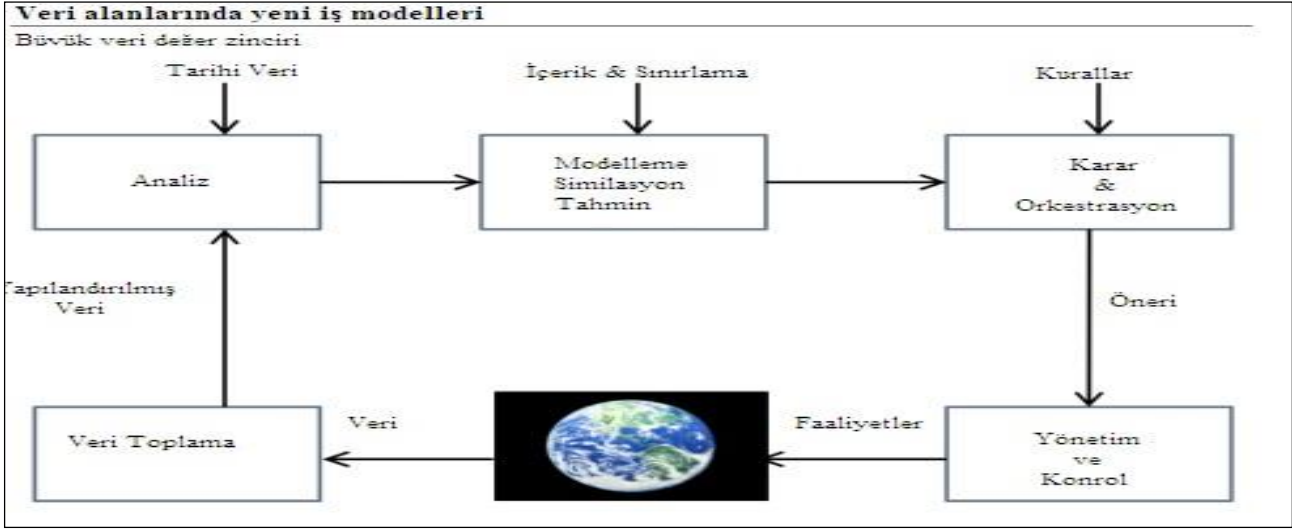 Veri alanlarında yeni iş modelleri
Büyük veri değer zinciri
Tarihi Veri
İçerik & Sınırlama
Kurallar
Analiz
Modelleme
Similasyon
Tahmin
Karar
&
Orkestrasyon
Yapılandırılmış
Veri
Öneri
Veri Toplama
Veri
Faaliyetler
Yönetim
ve
Konrol